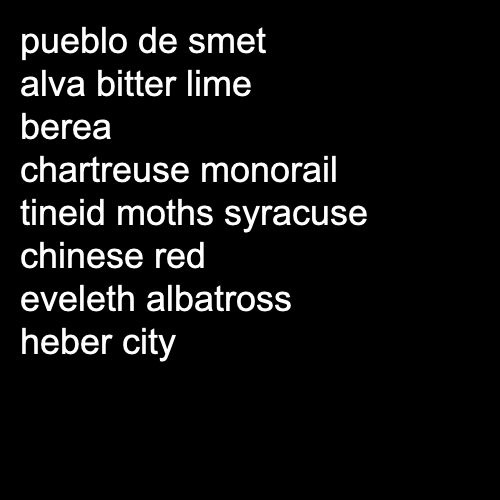 pueblo de smet
alva bitter lime
berea
chartreuse monorail
tineid moths syracuse
chinese red
eveleth albatross
heber city